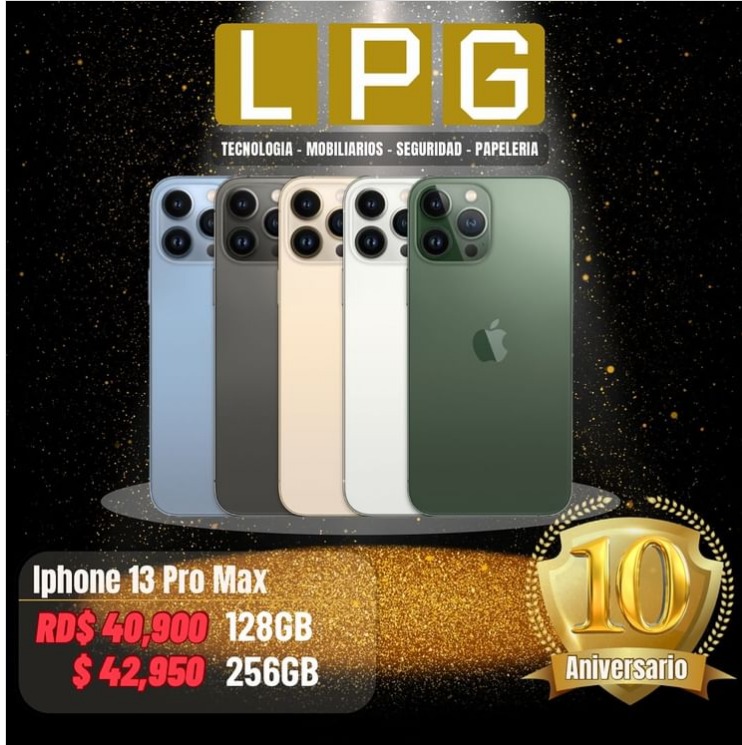 LPG
TECNOLOGIA - MOBILIARIOS - SEGURIDAD - PAPELERIA
Iphone 13 Pro Max
RD$ 40,900 128GB
$ 42,950 256GB
10
Aniversario